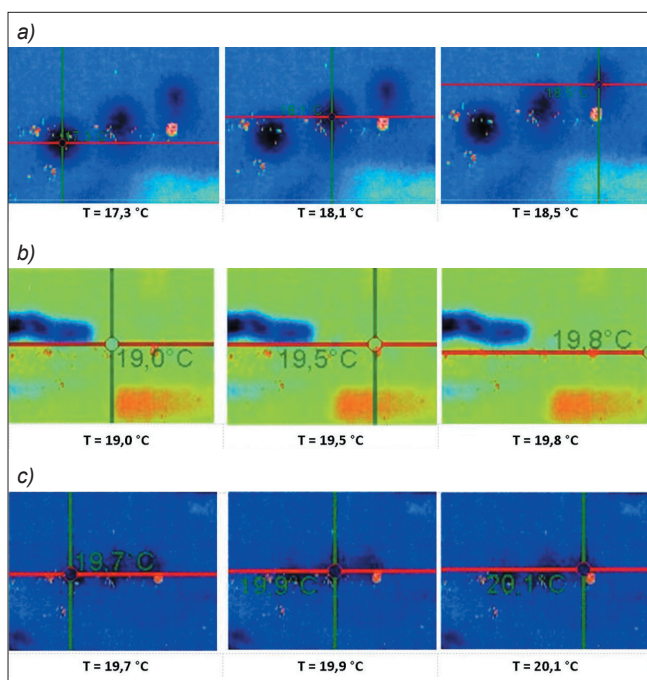 a)
T = 17,3 °C
T = 18,1 °C
T = 18,5 °C
b)
19,0°C
19,5°C
19,8°C
T = 19,0 °C
T = 19,5 °C
T = 19,8 °C
c)
19,7°C
19,9°C
20,1°C
T = 19,7 °C
T = 19,9 °C
T = 20,1 °C